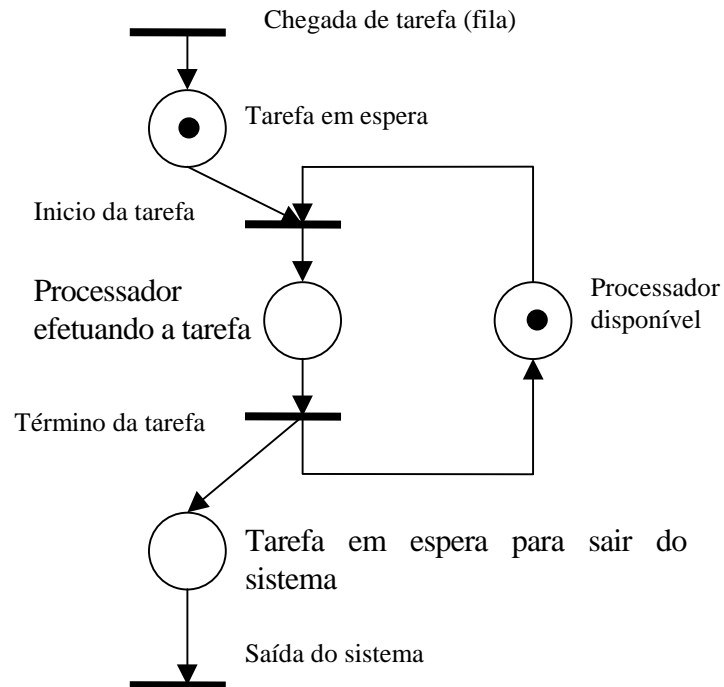 Chegada de tarefa (fila)
Tarefa em espera
Inicio da tarefa
Processador
efetuando a tarefa
Processador
disponível
Término da tarefa
Tarefa em espera para sair do
sistema
Saída do sistema